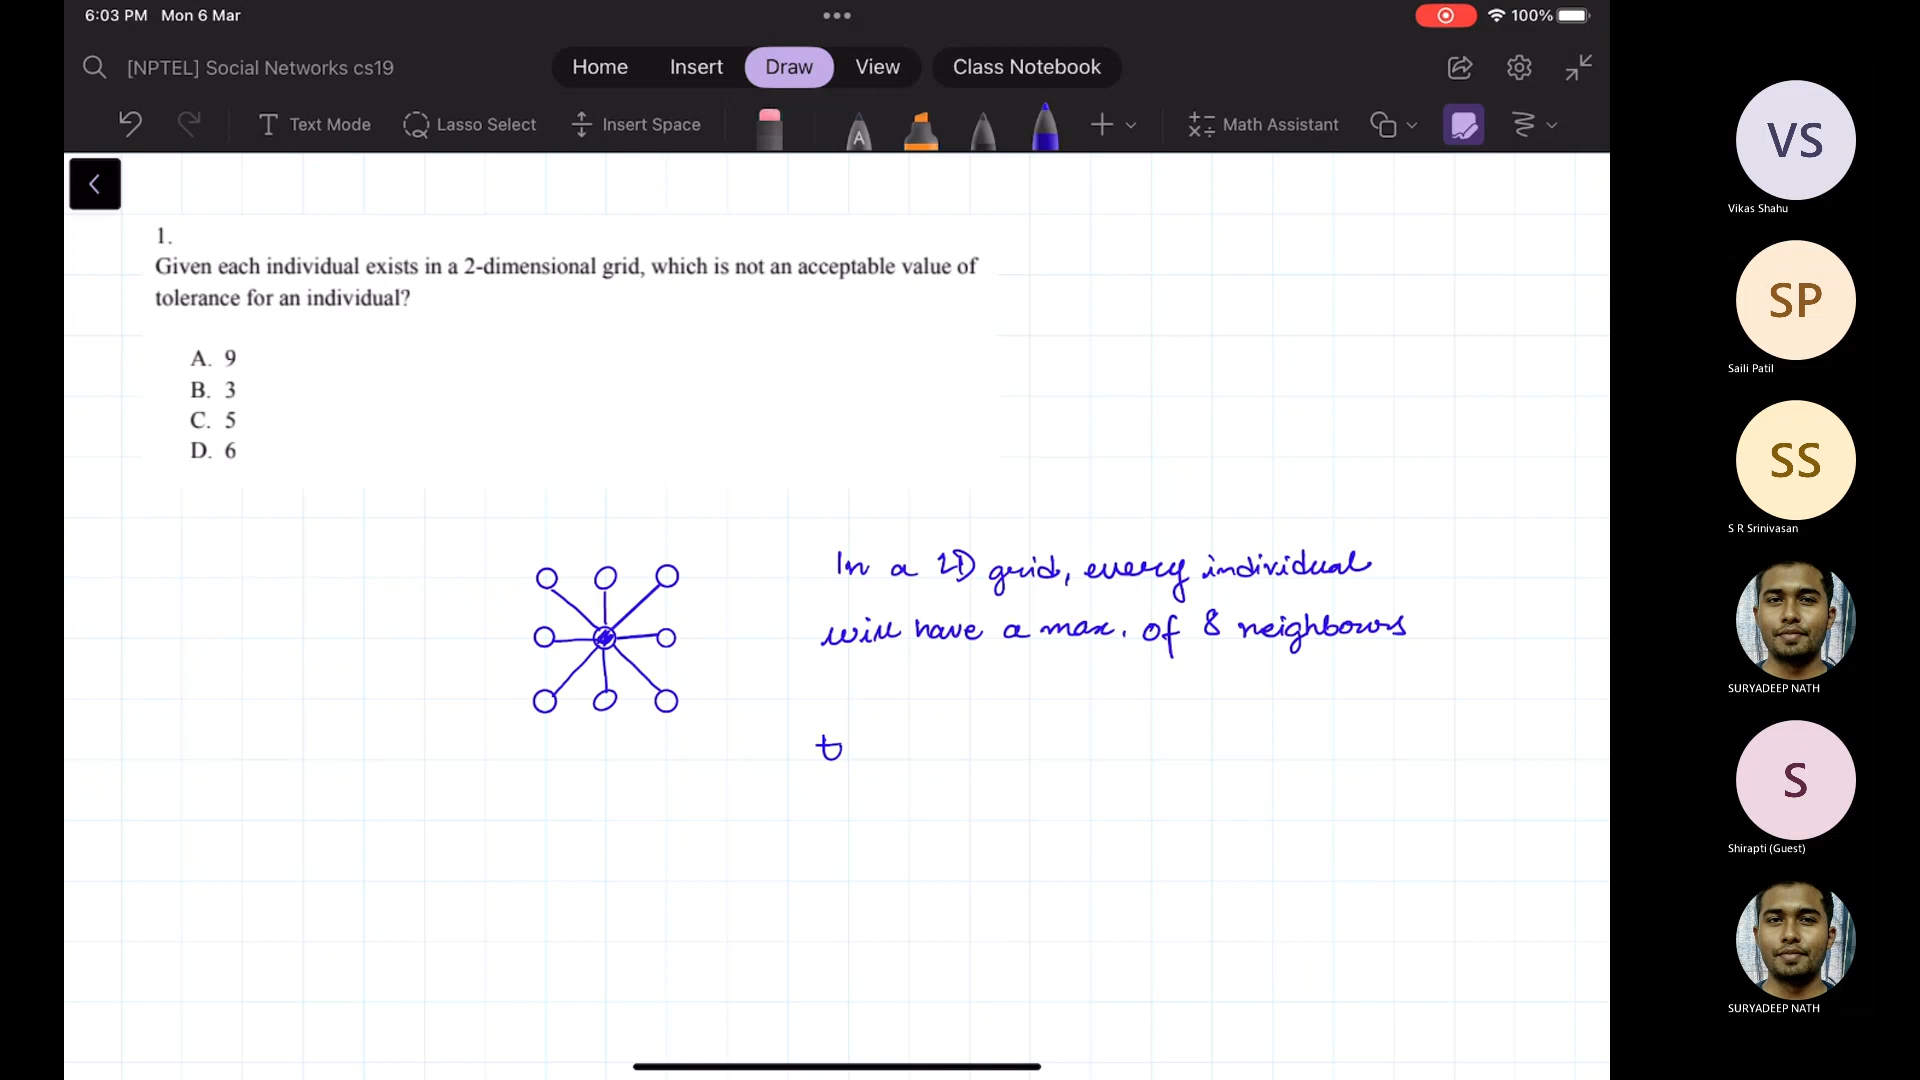 6:03 PM Mon 6 Mar
100%
[NPTEL] Social Networks cs19
Home Insert Draw View Class Notebook
Text Mode Lasso Select Insert Space A Math Assistant
1.
Given each individual exists in a 2-dimensional grid, which is not an acceptable value of
tolerance for an individual?
A. 9
B. 3
C. 5
D. 6
In a 2D grid, every individual
will have a max. of 8 neighbours
t
VS
Vikas Shahu
SP
Saili Patil
SS
S R Srinivasan
SURYADEEP NATH
S
Shirapti (Guest)
SURYADEEP NATH